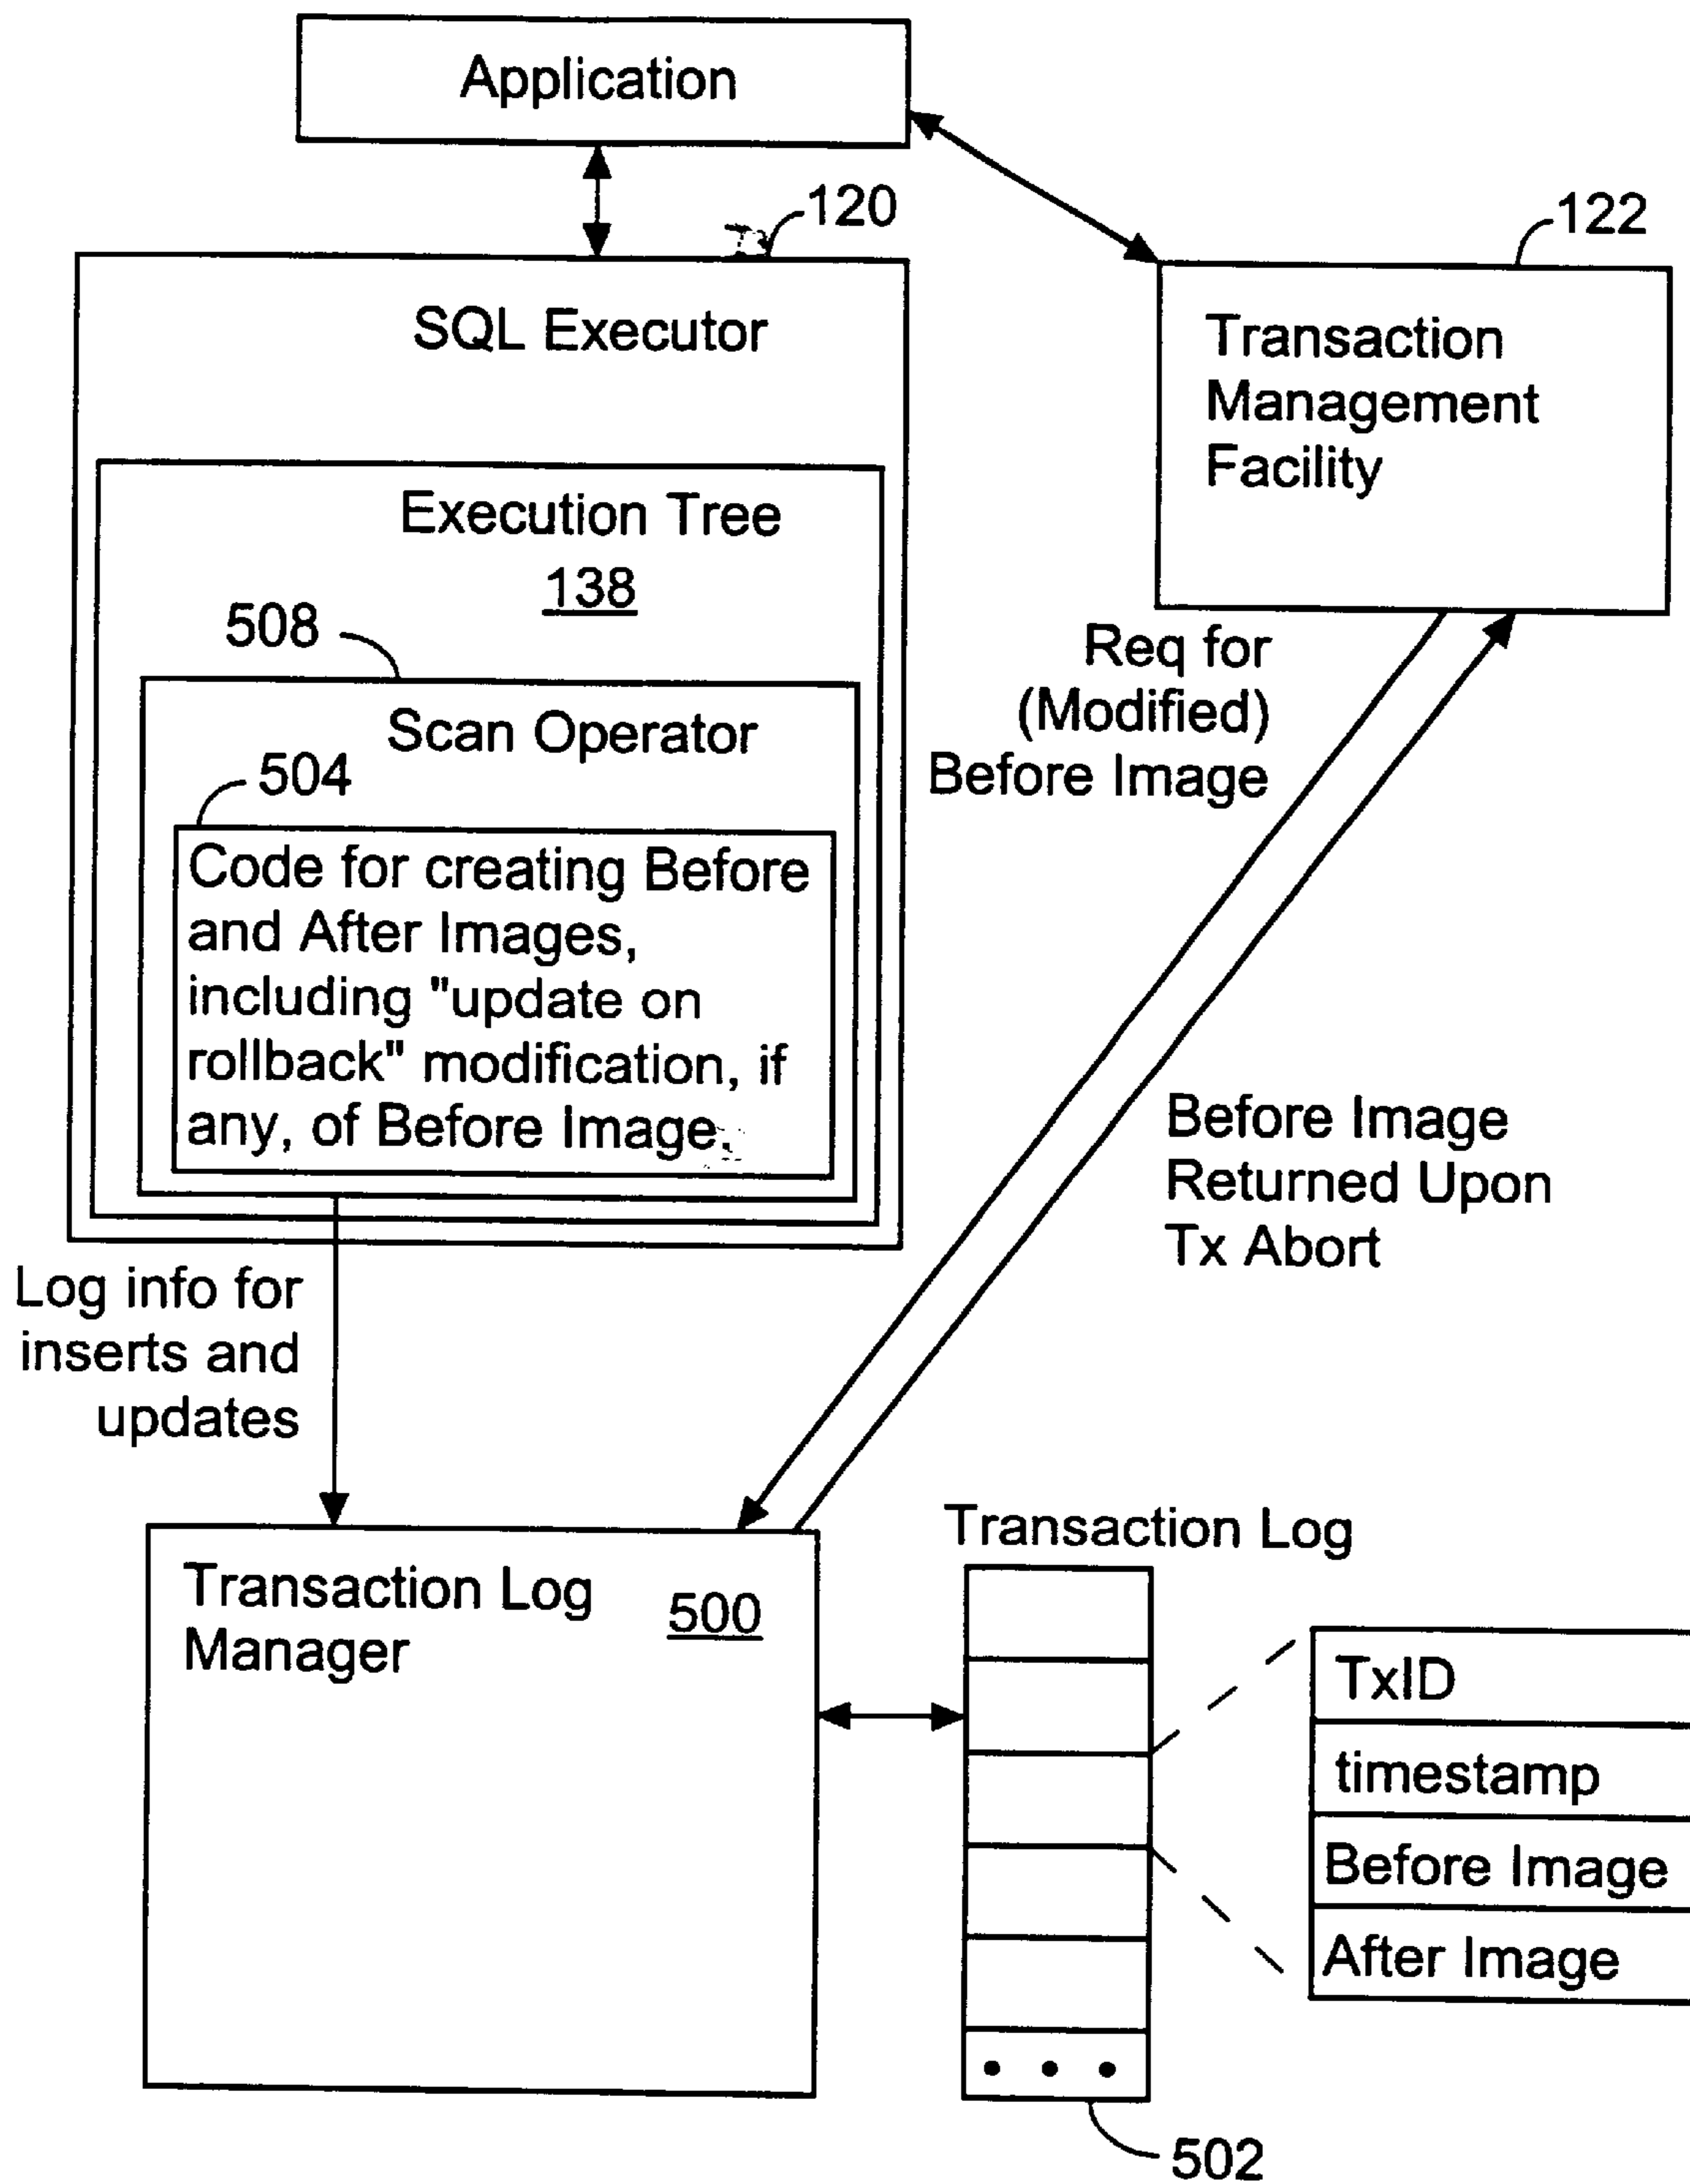 Application
120
122
SQL Executor
Transaction
Management
Facility
Execution Tree
138
508
Req for
(Modified)
Before Image
Scan Operator
504
Code for creating Before
and After Images,
including "update on
rollback" modification, if
any, of Before Image.
Before Image
Returned Upon
Tx Abort
Log info for
inserts and
updates
Transaction Log
Manager
500
Transaction Log
TxID
timestamp
Before Image
After Image
502